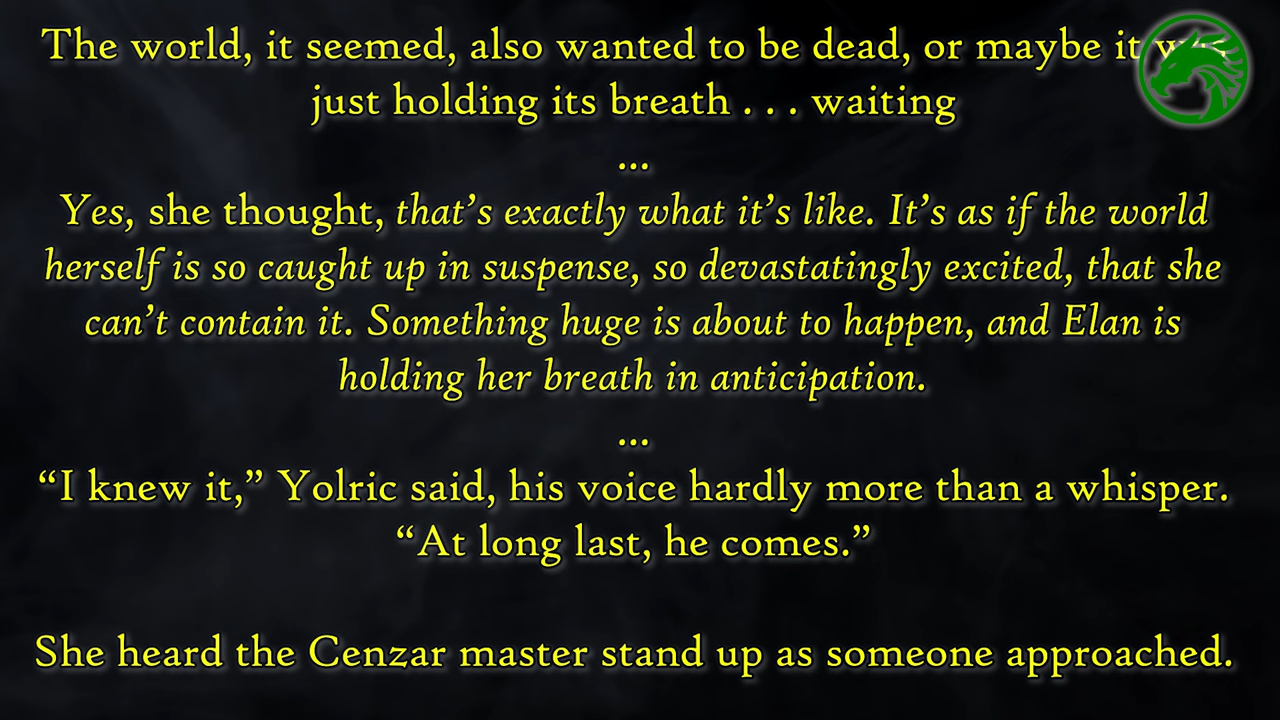 The world, it seemed, also wanted to be dead, or maybe it was
just holding its breath . . . waiting
...
Yes, she thought, that’s exactly what it’s like. It’s as if the world
herself is so caught up in suspense, so devastatingly excited, that she
can’t contain it. Something huge is about to happen, and Elan is
holding her breath in anticipation.
...
“I knew it,” Yolric said, his voice hardly more than a whisper.
“At long last, he comes.”
She heard the Cenzar master stand up as someone approached.